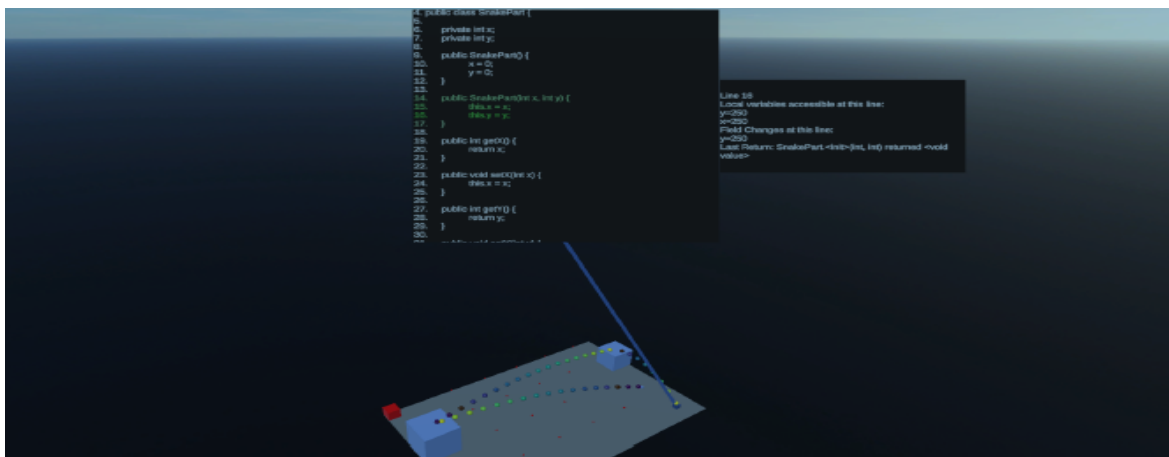 4. public class SnakePart {
5.
6. private int x;
7. private int y;
8.
9. public SnakePart() {
10. x = 0;
11. y = 0;
12. }
13.
14. public SnakePart(int x, int y) {
15. this.x = x;
16. this.y = y;
17. }
18.
19. public int getX() {
20. return x;
21. }
22.
23. public void setX(int x) {
24. this.x = x;
25. }
26.
27. public int getY() {
28. return y;
29. }
30.
Line 16
Local variables accessible at this line:
y=250
x=250
Field Changes at this line:
y=250
Last Return: SnakePart.<init>(int, int) returned <void
value>